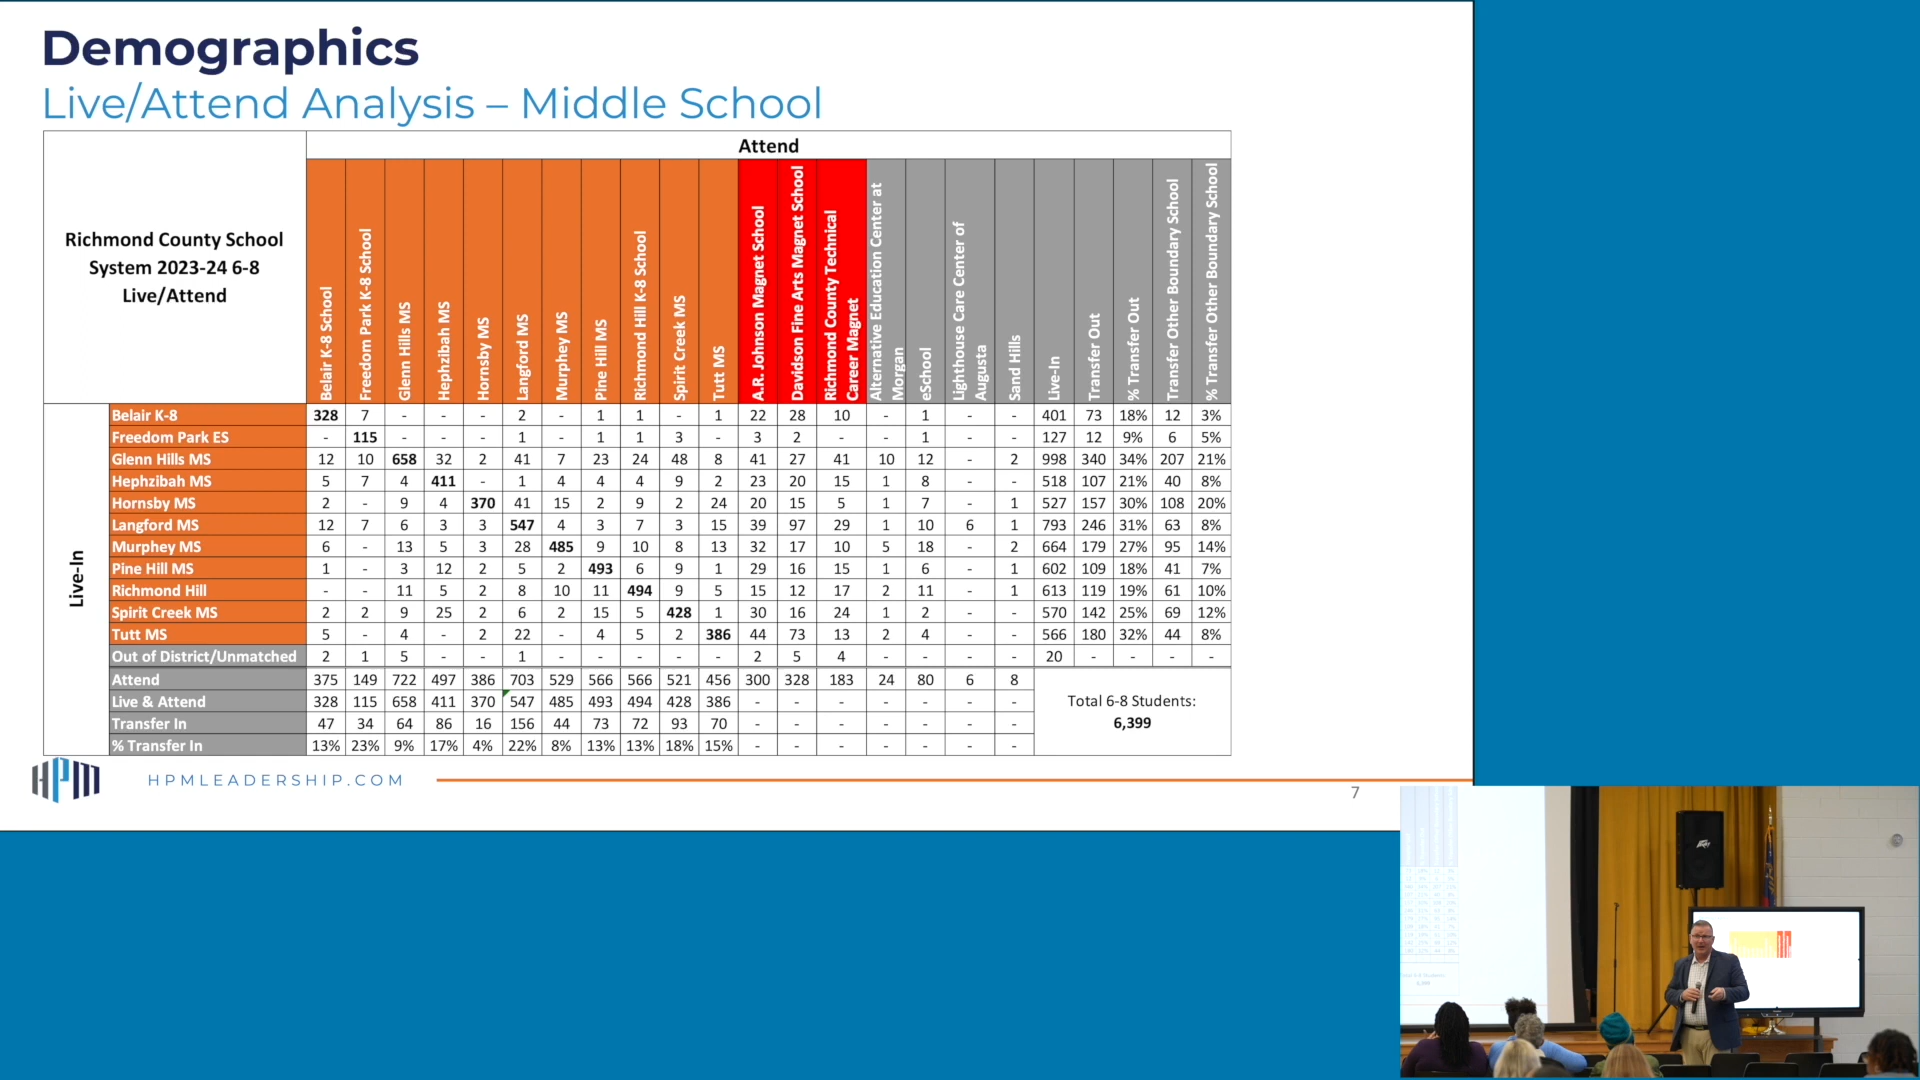 Demographics
Live/Attend Analysis – Middle School
Attend
Richmond County School
System 2023-24 6-8
Live/Attend
Belair K-8 School
Freedom Park K-8 School
Glenn Hills MS
Hephzibah MS
Hornsby MS
Langford MS
Murphey MS
Pine Hill MS
Richmond Hill K-8 School
Spirit Creek MS
Tutt MS
A.R. Johnson Magnet School
Davidson Fine Arts Magnet School
Richmond County Technical
Career Magnet
Alternative Education Center at
Morgan
eSchool
Lighthouse Care Center of
Augusta
Sand Hills
Live-In
Transfer Out
% Transfer Out
Transfer Other Boundary School
% Transfer Other Boundary School
Live-In
Belair K-8 328 7 - - - 2 - 1 1 - 1 22 28 10 - 1 - - 401 73 18% 12 3%
Freedom Park ES - 115 - - - 1 - 1 1 3 - 3 2 - - 1 - - 127 12 9% 6 5%
Glenn Hills MS 12 10 658 32 2 41 7 23 24 48 8 41 27 41 10 12 - 2 998 340 34% 207 21%
Hephzibah MS 5 7 4 411 - 1 4 4 4 9 2 23 20 15 1 8 - - 518 107 21% 40 8%
Hornsby MS 2 - 9 4 370 41 15 2 9 2 24 20 15 5 1 7 - 1 527 157 30% 108 20%
Langford MS 12 7 6 3 3 547 4 3 7 3 15 39 97 29 1 10 6 1 793 246 31% 63 8%
Murphey MS 6 - 13 5 3 28 485 9 10 8 13 32 17 10 5 18 - 2 664 179 27% 95 14%
Pine Hill MS 1 - 3 12 2 5 2 493 6 9 1 29 16 15 1 6 - 1 602 109 18% 41 7%
Richmond Hill - - 11 5 2 8 10 11 494 9 5 15 12 17 2 11 - 1 613 119 19% 61 10%
Spirit Creek MS 2 2 9 25 2 6 2 15 5 428 1 30 16 24 1 2 - - 570 142 25% 69 12%
Tutt MS 5 - 4 - 2 22 - 4 5 2 386 44 73 13 2 4 - - 566 180 32% 44 8%
Out of District/Unmatched 2 1 5 - - 1 - - - - - 2 5 4 - - - - 20 - - - -
Attend 375 149 722 497 386 703 529 566 566 521 456 300 328 183 24 80 6 8
Live & Attend 328 115 658 411 370 547 485 493 494 428 386 - - - - - - -
Transfer In 47 34 64 86 16 156 44 73 72 93 70 - - - - - - -
% Transfer In 13% 23% 9% 17% 4% 22% 8% 13% 13% 18% 15% - - - - - - -
Total 6-8 Students:
6,399
HPM
HPMLEADERSHIP.COM
7